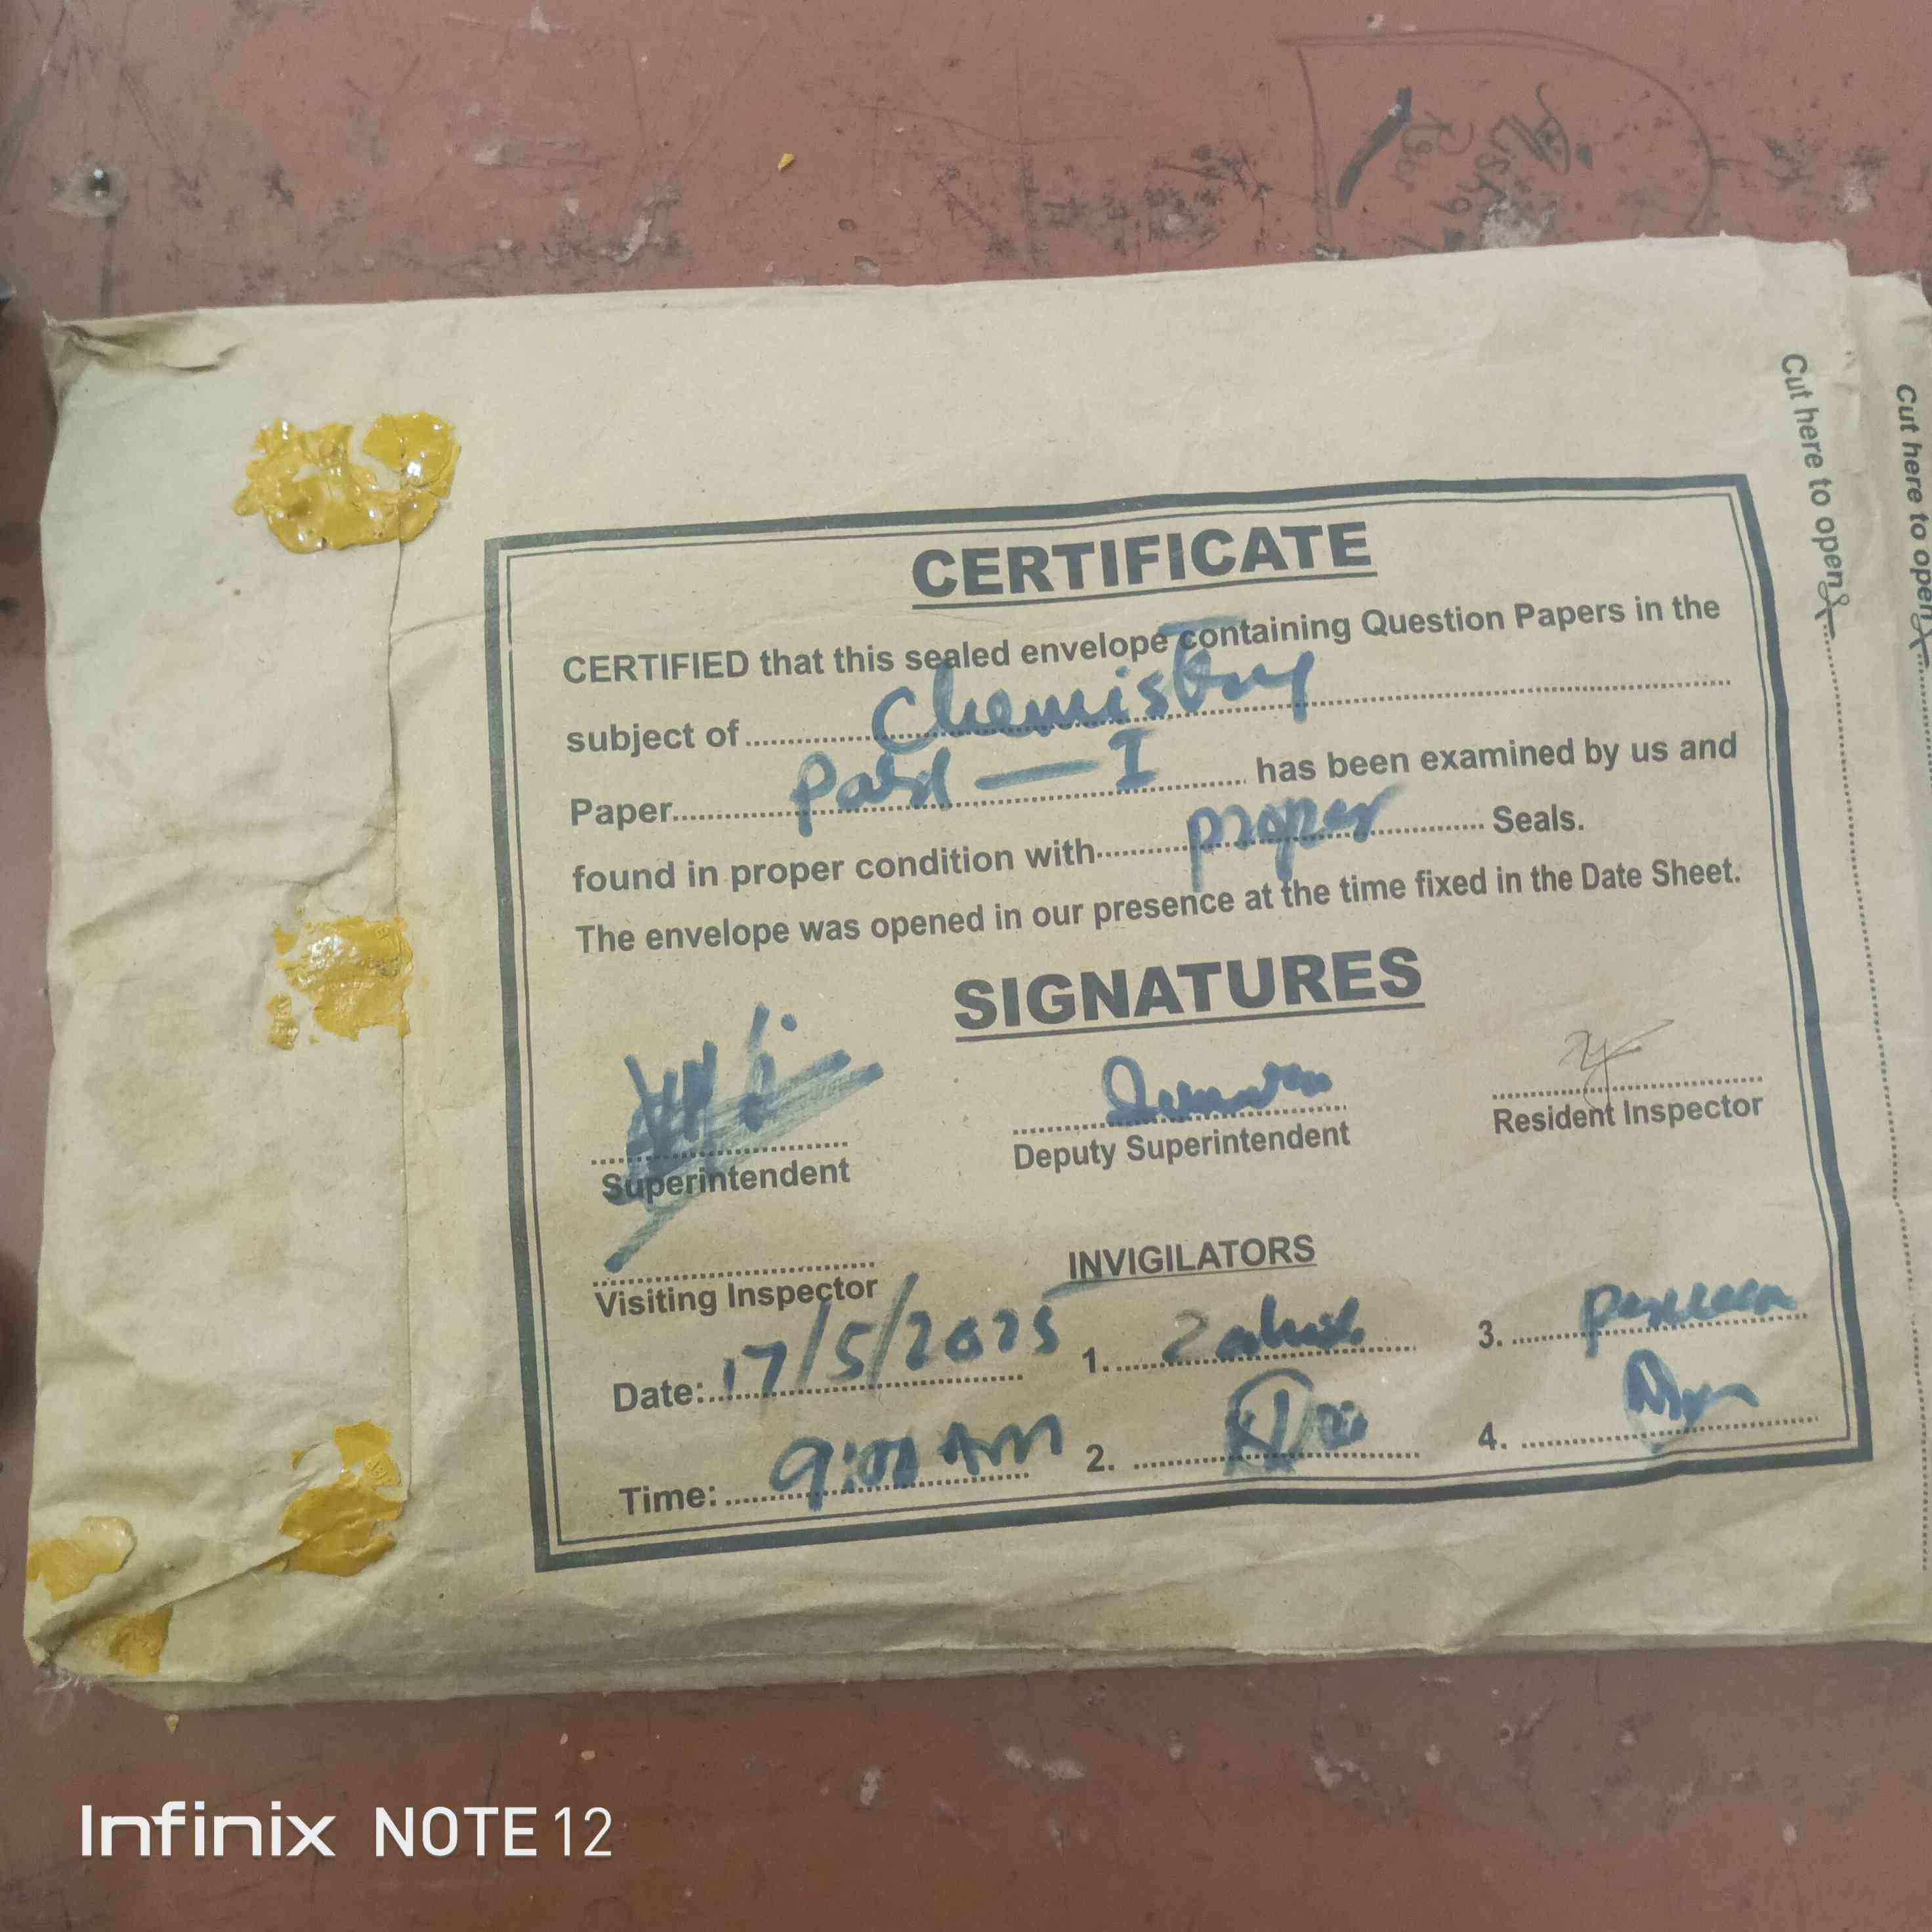 CERTIFICATE
CERTIFIED that this sealed envelope containing Question Papers in the
subject of Chemistry
Paper Part — I has been examined by us and
found in proper condition with proper Seals.
The envelope was opened in our presence at the time fixed in the Date Sheet.
SIGNATURES
Superintendent
Deputy Superintendent
Resident Inspector
Visiting Inspector
INVIGILATORS
Date: 17/5/2025
1. Zahid
3.
Time: 9:00 AM
2.
4.
Cut here to open
Cut here to open
Infinix NOTE 12